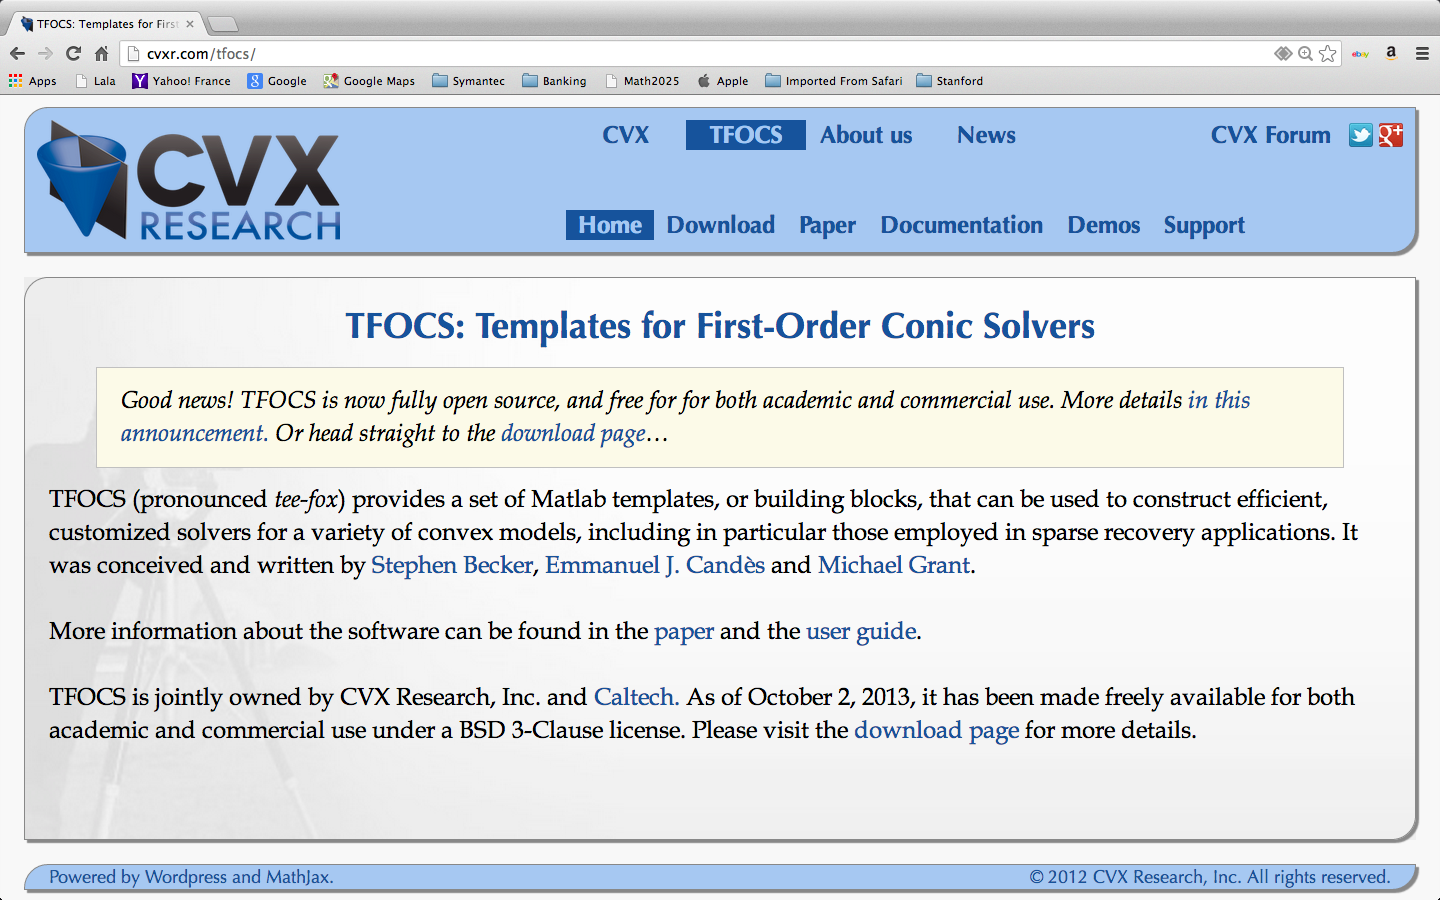 TFOCS: Templates for First
cvxr.com/tfocs/
ebay a
Apps Lala Yahoo! France Google Google Maps Symantec Banking Math2025 Apple Imported From Safari Stanford
CVX RESEARCH
CVX TFOCS About us News CVX Forum
Home Download Paper Documentation Demos Support
TFOCS: Templates for First-Order Conic Solvers
Good news! TFOCS is now fully open source, and free for for both academic and commercial use. More details in this
announcement. Or head straight to the download page…
TFOCS (pronounced tee-fox) provides a set of Matlab templates, or building blocks, that can be used to construct efficient,
customized solvers for a variety of convex models, including in particular those employed in sparse recovery applications. It
was conceived and written by Stephen Becker, Emmanuel J. Candès and Michael Grant.
More information about the software can be found in the paper and the user guide.
TFOCS is jointly owned by CVX Research, Inc. and Caltech. As of October 2, 2013, it has been made freely available for both
academic and commercial use under a BSD 3-Clause license. Please visit the download page for more details.
Powered by Wordpress and MathJax. © 2012 CVX Research, Inc. All rights reserved.